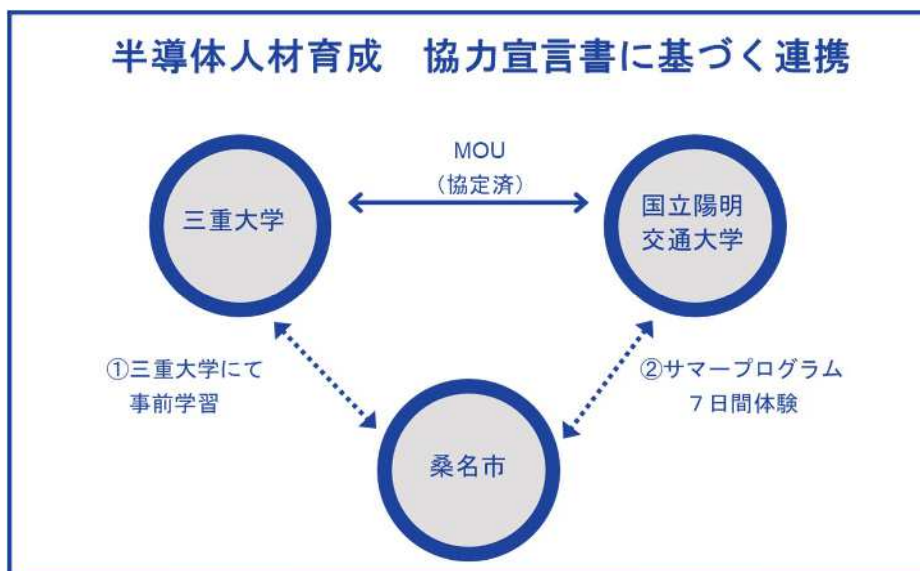 半導体人材育成　協力宣言書に基づく連携
MOU
（協定済）
三重大学
国立陽明
交通大学
①三重大学にて
事前学習
②サマープログラム
７日間体験
桑名市